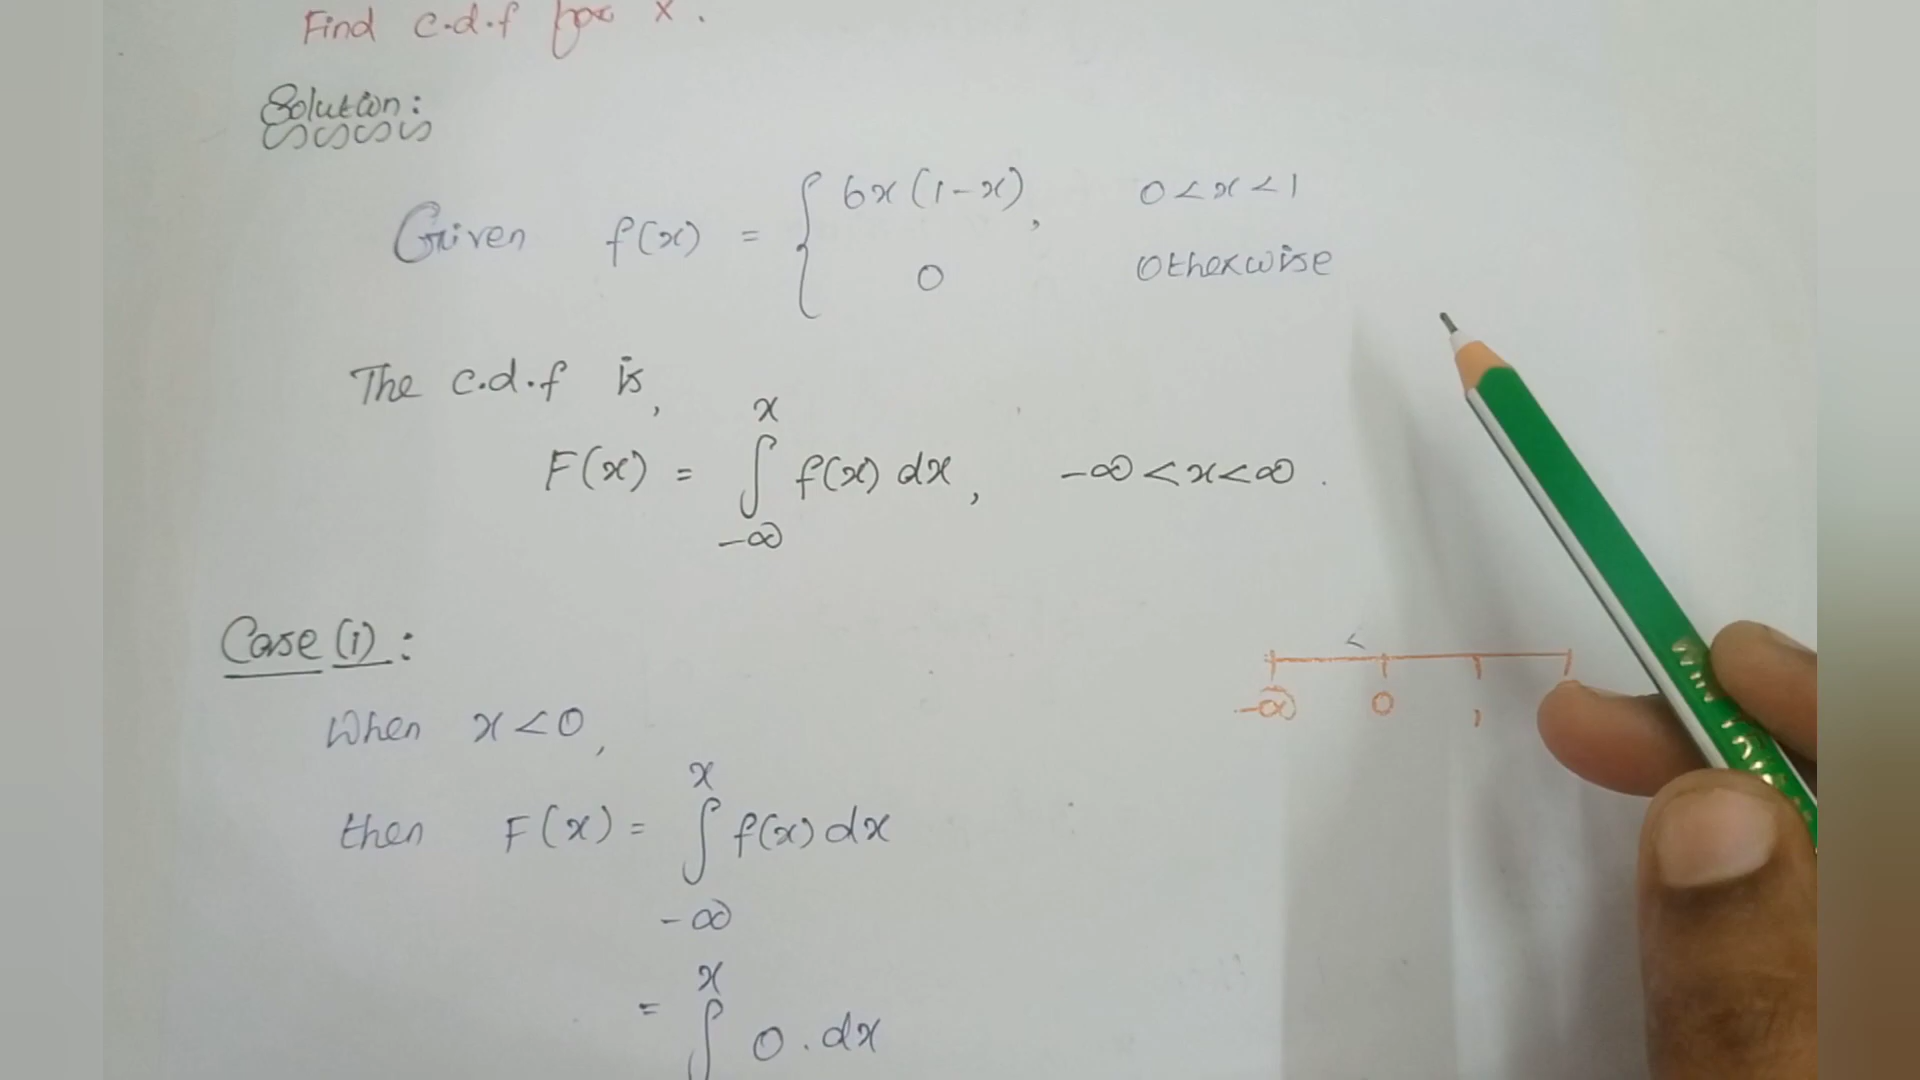 Find c.d.f for X.
Solution:
Given f(x) = { 6x(1-x), 0<x<1
0 otherwise
The c.d.f is,
F(x) = ∫_{-∞}^{x} f(x) dx, -∞<x<∞.
Case (i) :
<
-∞ 0 1
When x<0,
then F(x) = ∫_{-∞}^{x} f(x) dx
= ∫^{x} 0. dx